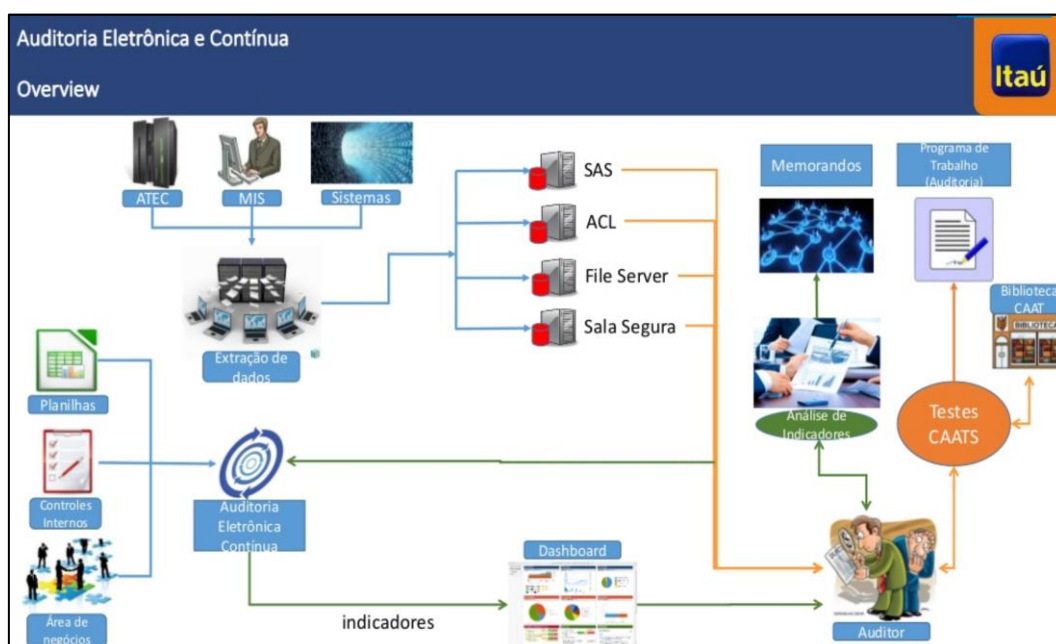 Auditoria Eletrônica e Contínua
Overview
Itaú
ATEC
MIS
Sistemas
SAS
ACL
File Server
Sala Segura
Memorandos
Programa de
Trabalho
(Auditoria)
Biblioteca
CAAT
BIBLIOTECA
Extração de
dados
Planilhas
Análise de
Indicadores
Testes
CAATS
Controles
Internos
Auditoria
Eletrônica
Contínua
Dashboard
Área de
negócios
indicadores
Auditor